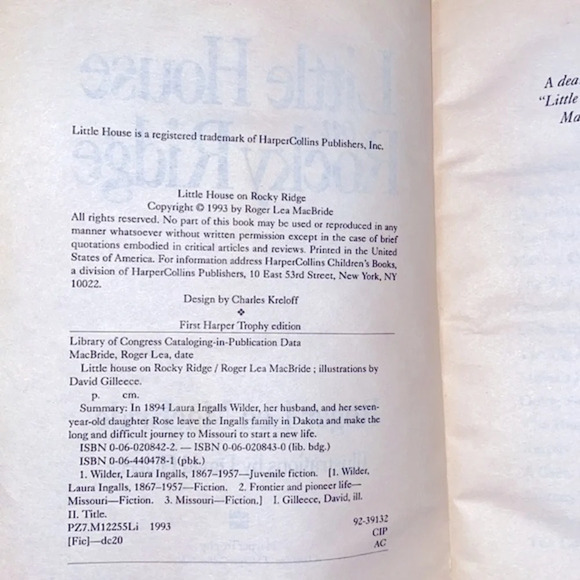 Little House
Rocky Ridge
Little House is a registered trademark of HarperCollins Publishers, Inc.
Little House on Rocky Ridge
Copyright © 1993 by Roger Lea MacBride
All rights reserved. No part of this book may be used or reproduced in any
manner whatsoever without written permission except in the case of brief
quotations embodied in critical articles and reviews. Printed in the United
States of America. For information address HarperCollins Children's Books,
a division of HarperCollins Publishers, 10 East 53rd Street, New York, NY
10022.
Design by Charles Kreloff
❖
First Harper Trophy edition
Library of Congress Cataloging-in-Publication Data
MacBride, Roger Lea, date
Little house on Rocky Ridge / Roger Lea MacBride ; illustrations by
David Gilleece.
p. cm.
Summary: In 1894 Laura Ingalls Wilder, her husband, and her seven-
year-old daughter Rose leave the Ingalls family in Dakota and make the
long and difficult journey to Missouri to start a new life.
ISBN 0-06-020842-2. — ISBN 0-06-020843-0 (lib. bdg.)
ISBN 0-06-440478-1 (pbk.)
1. Wilder, Laura Ingalls, 1867-1957—Juvenile fiction. [1. Wilder,
Laura Ingalls, 1867-1957—Fiction. 2. Frontier and pioneer life—
Missouri—Fiction. 3. Missouri—Fiction.] I. Gilleece, David, ill.
II. Title.
PZ7.M12255Li 1993
[Fic]—dc20
92-39132
CIP
AC
A dea
"Little
Ma